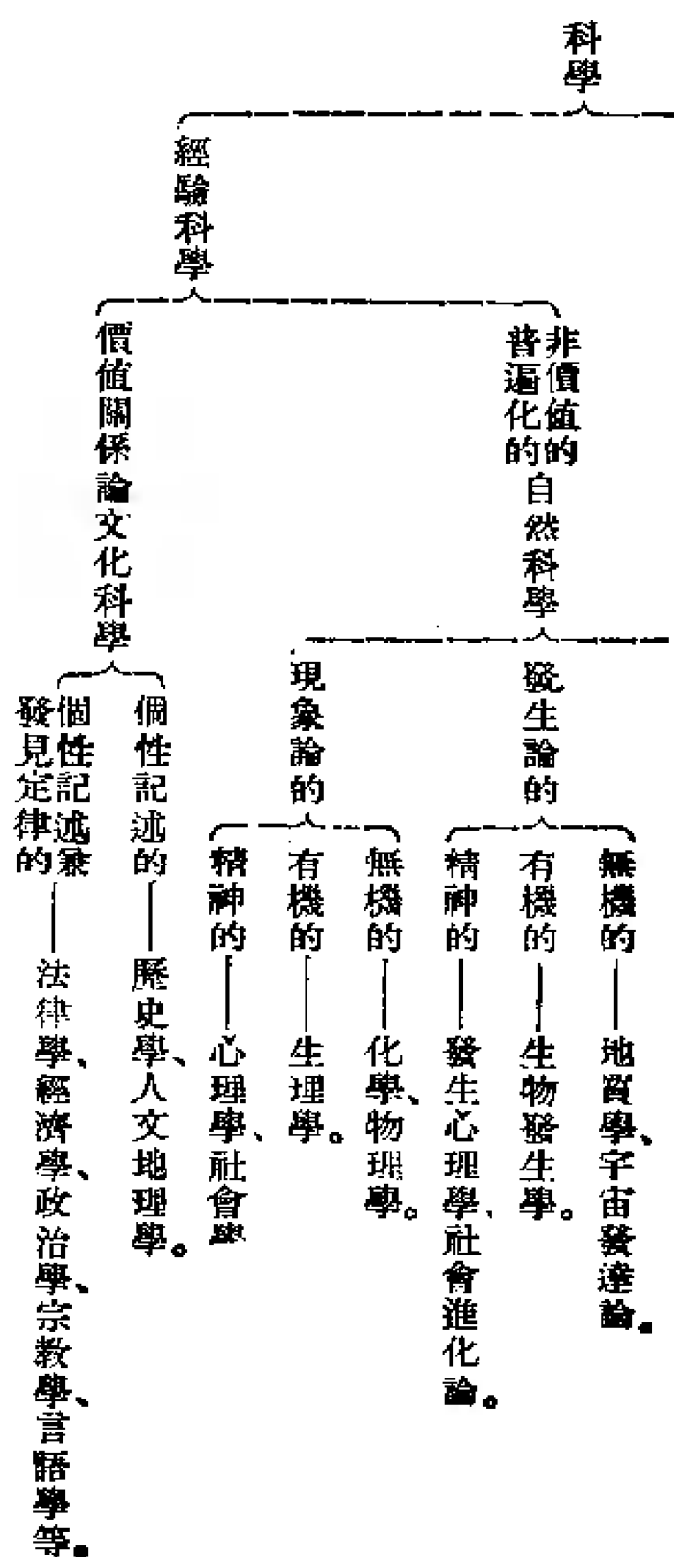 科學
經驗科學
非價值的
普遍化的
自然科學
發生論的
無機的——地質學、宇宙發達論。
有機的——生物發生學。
精神的——發生心理學、社會進化論。
現象論的
無機的——化學、物理學。
有機的——生理學。
精神的——心理學、社會學
價值關係論文化科學
個性記述的——歷史學、人文地理學。
個性記述兼
發見定律的——法律學、經濟學、政治學、宗教學、言語學等。